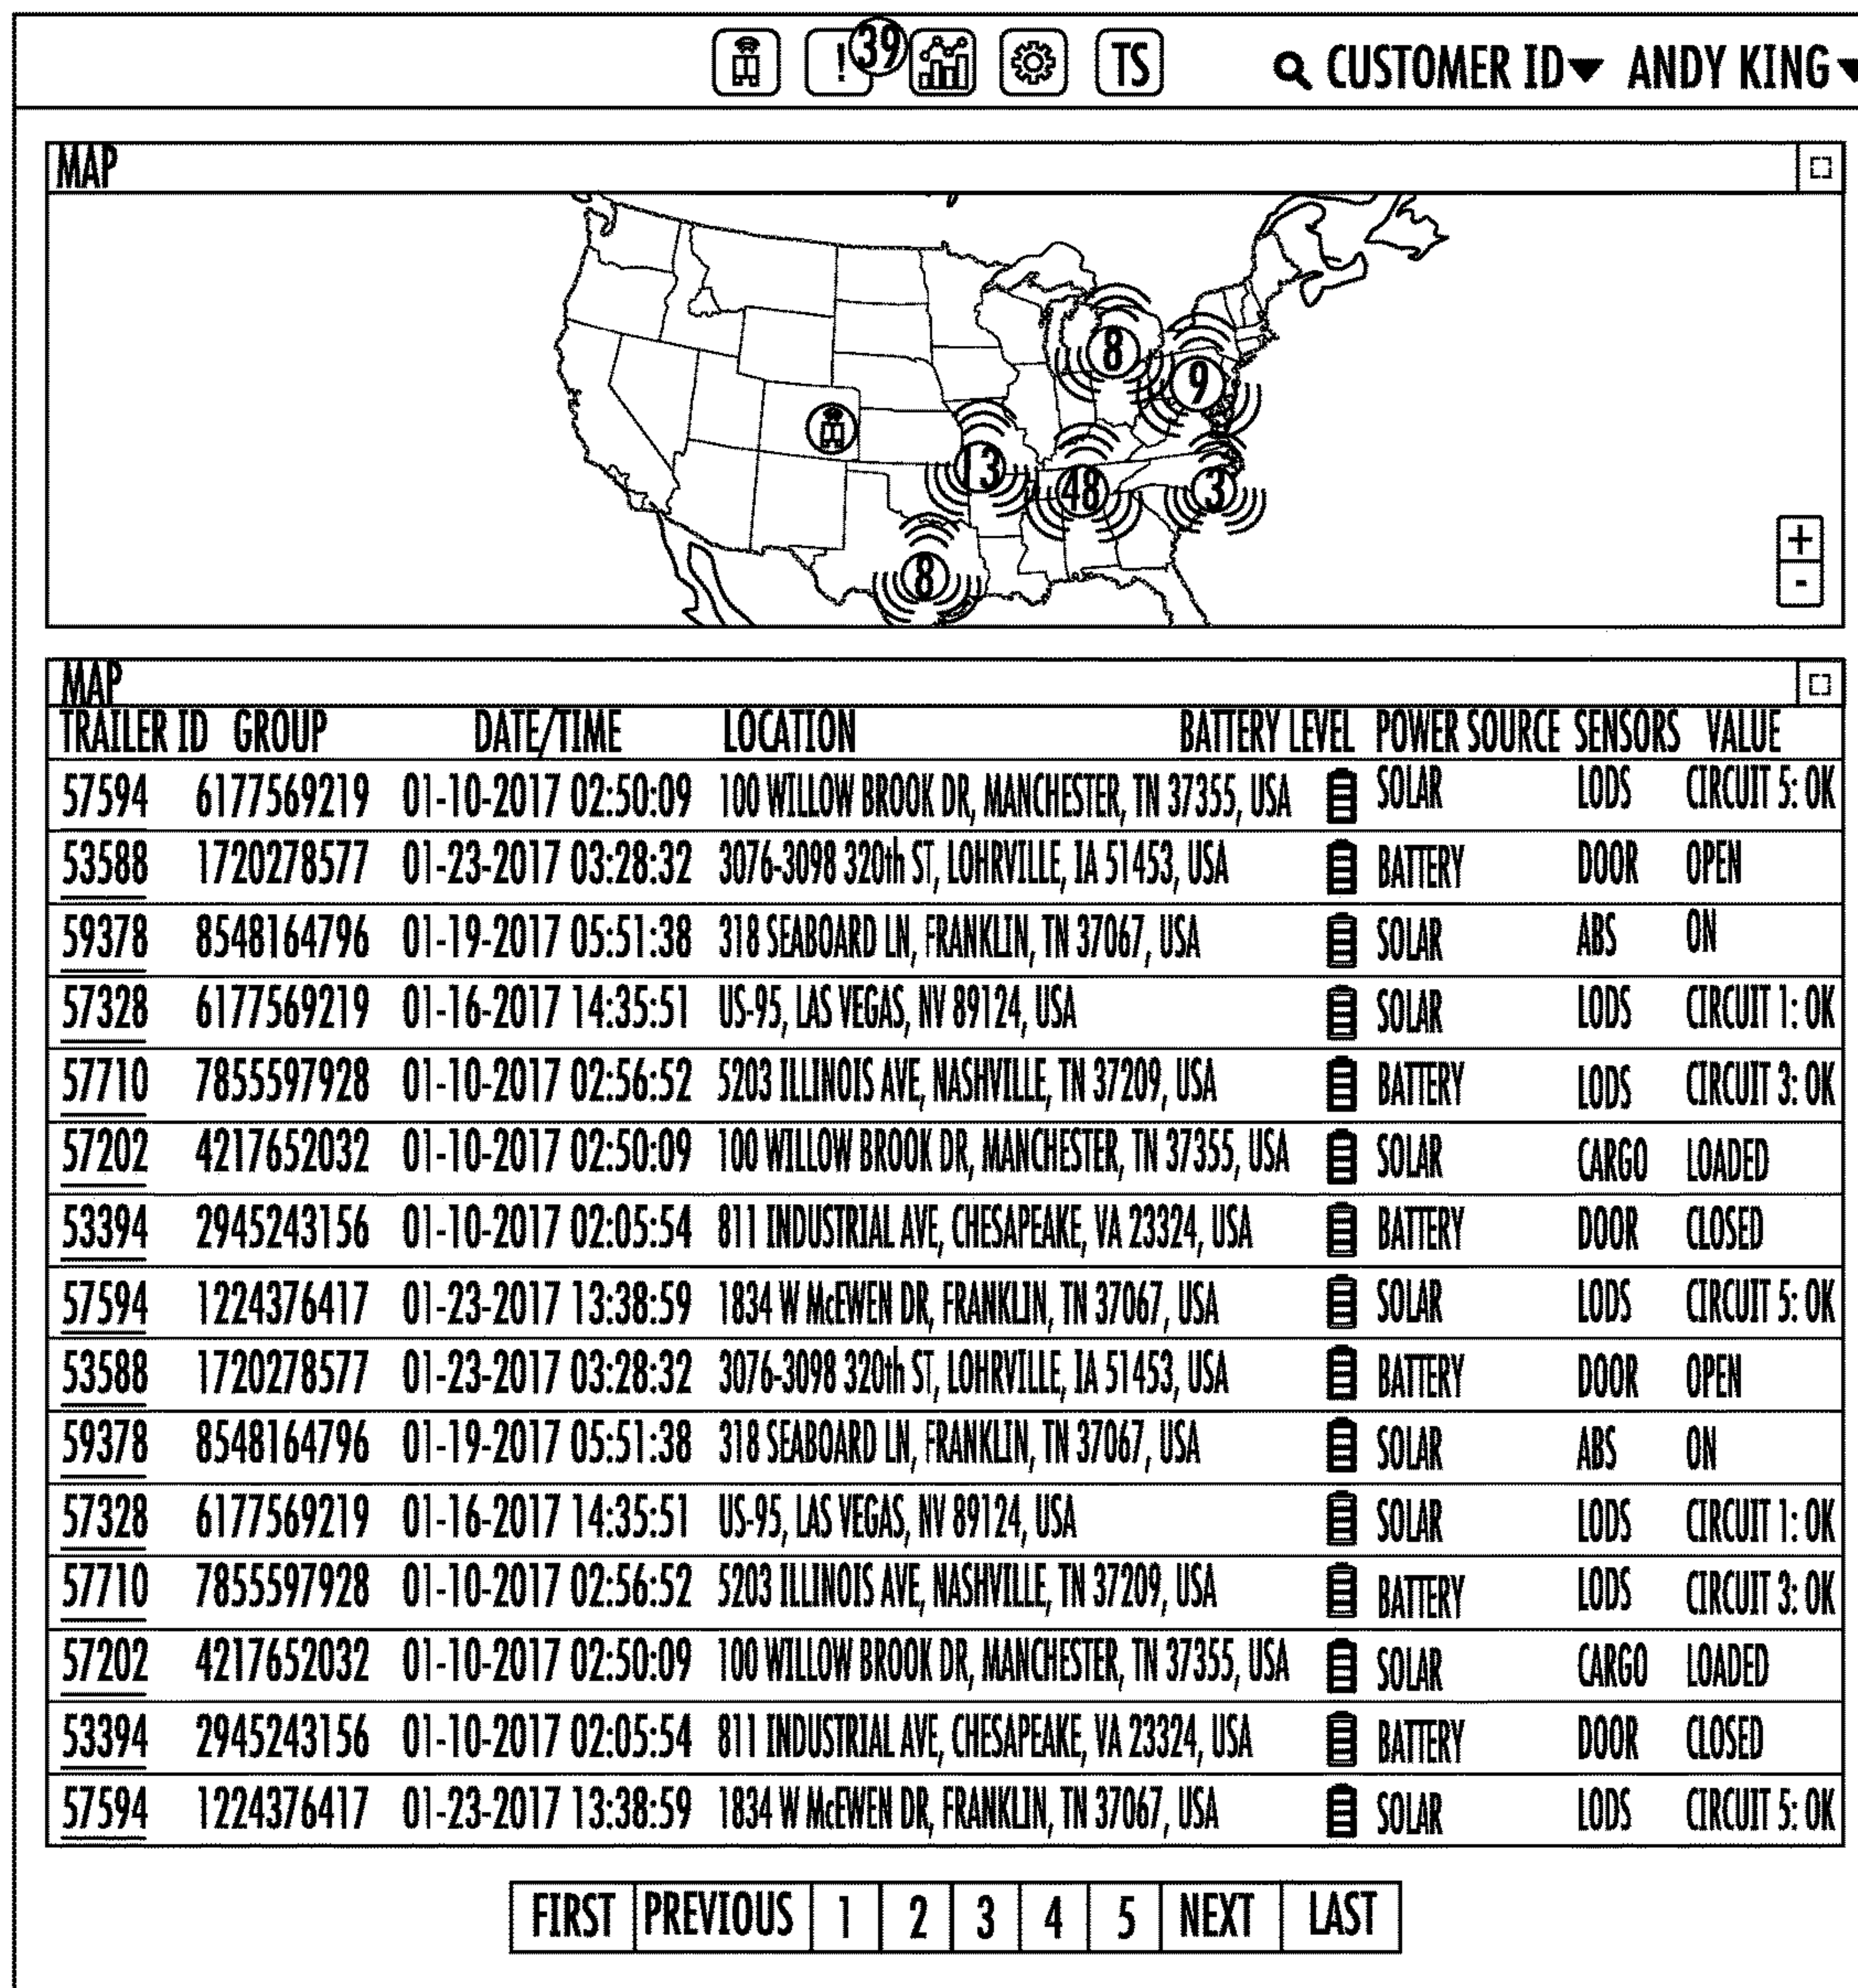 ! 39 TS CUSTOMER ID ANDY KING
MAP
8
9
13
48
3
8
+
-
MAP
TRAILER ID GROUP DATE/TIME LOCATION BATTERY LEVEL POWER SOURCE SENSORS VALUE
57594 6177569219 01-10-2017 02:50:09 100 WILLOW BROOK DR, MANCHESTER, TN 37355, USA SOLAR LODS CIRCUIT 5: OK
53588 1720278577 01-23-2017 03:28:32 3076-3098 320th ST, LOHRVILLE, IA 51453, USA BATTERY DOOR OPEN
59378 8548164796 01-19-2017 05:51:38 318 SEABOARD LN, FRANKLIN, TN 37067, USA SOLAR ABS ON
57328 6177569219 01-16-2017 14:35:51 US-95, LAS VEGAS, NV 89124, USA SOLAR LODS CIRCUIT 1: OK
57710 7855597928 01-10-2017 02:56:52 5203 ILLINOIS AVE, NASHVILLE, TN 37209, USA BATTERY LODS CIRCUIT 3: OK
57202 4217652032 01-10-2017 02:50:09 100 WILLOW BROOK DR, MANCHESTER, TN 37355, USA SOLAR CARGO LOADED
53394 2945243156 01-10-2017 02:05:54 811 INDUSTRIAL AVE, CHESAPEAKE, VA 23324, USA BATTERY DOOR CLOSED
57594 1224376417 01-23-2017 13:38:59 1834 W McEWEN DR, FRANKLIN, TN 37067, USA SOLAR LODS CIRCUIT 5: OK
53588 1720278577 01-23-2017 03:28:32 3076-3098 320th ST, LOHRVILLE, IA 51453, USA BATTERY DOOR OPEN
59378 8548164796 01-19-2017 05:51:38 318 SEABOARD LN, FRANKLIN, TN 37067, USA SOLAR ABS ON
57328 6177569219 01-16-2017 14:35:51 US-95, LAS VEGAS, NV 89124, USA SOLAR LODS CIRCUIT 1: OK
57710 7855597928 01-10-2017 02:56:52 5203 ILLINOIS AVE, NASHVILLE, TN 37209, USA BATTERY LODS CIRCUIT 3: OK
57202 4217652032 01-10-2017 02:50:09 100 WILLOW BROOK DR, MANCHESTER, TN 37355, USA SOLAR CARGO LOADED
53394 2945243156 01-10-2017 02:05:54 811 INDUSTRIAL AVE, CHESAPEAKE, VA 23324, USA BATTERY DOOR CLOSED
57594 1224376417 01-23-2017 13:38:59 1834 W McEWEN DR, FRANKLIN, TN 37067, USA SOLAR LODS CIRCUIT 5: OK
FIRST PREVIOUS 1 2 3 4 5 NEXT LAST